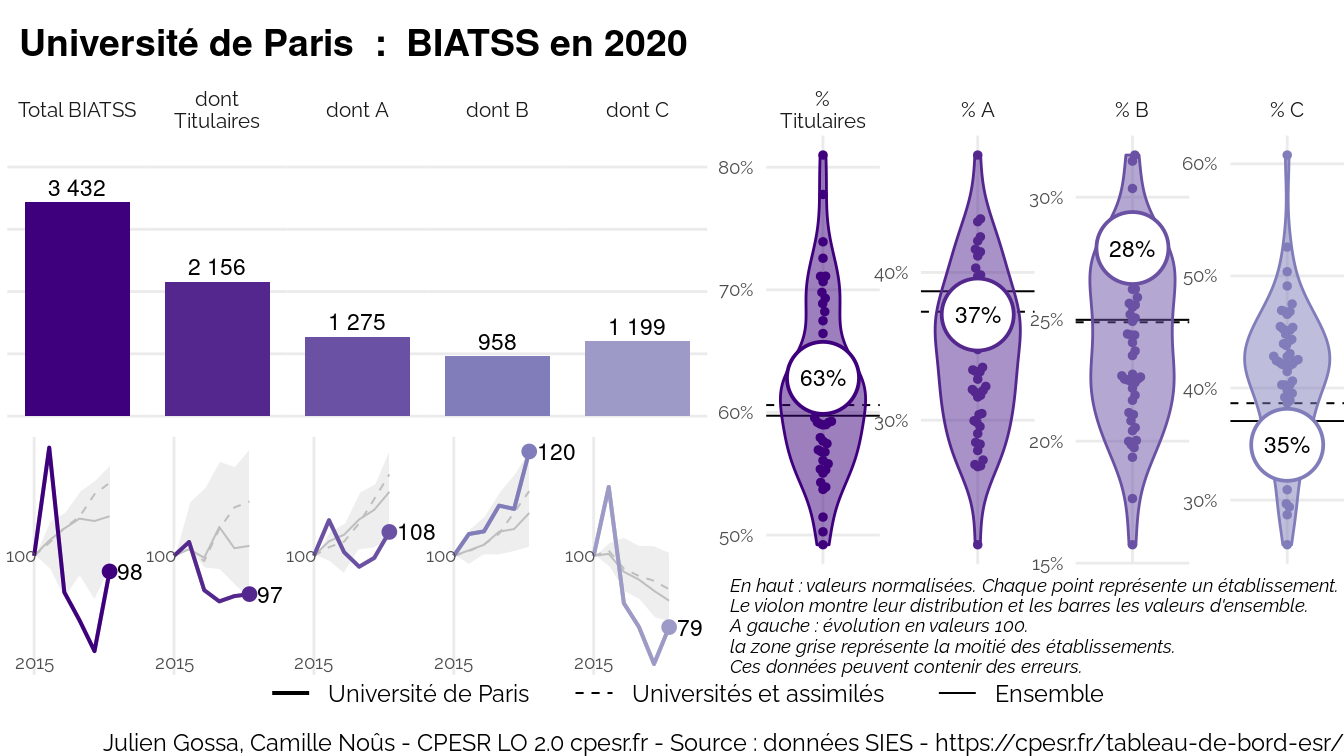 Université de Paris : BIATSS en 2020
Total BIATSS
dont
Titulaires
dont A
dont B
dont C
3 432
2 156
1 275
958
1 199
100
98
2015
100
97
2015
100
108
2015
100
120
2015
100
79
2015
%
Titulaires
80%
70%
60%
50%
63%
% A
40%
30%
37%
% B
30%
25%
20%
15%
28%
% C
60%
50%
40%
30%
35%
En haut : valeurs normalisées. Chaque point représente un établissement.
Le violon montre leur distribution et les barres les valeurs d'ensemble.
A gauche : évolution en valeurs 100.
la zone grise représente la moitié des établissements.
Ces données peuvent contenir des erreurs.
Université de Paris
Universités et assimilés
Ensemble
Julien Gossa, Camille Noûs - CPESR LO 2.0 cpesr.fr - Source : données SIES - https://cpesr.fr/tableau-de-bord-esr/